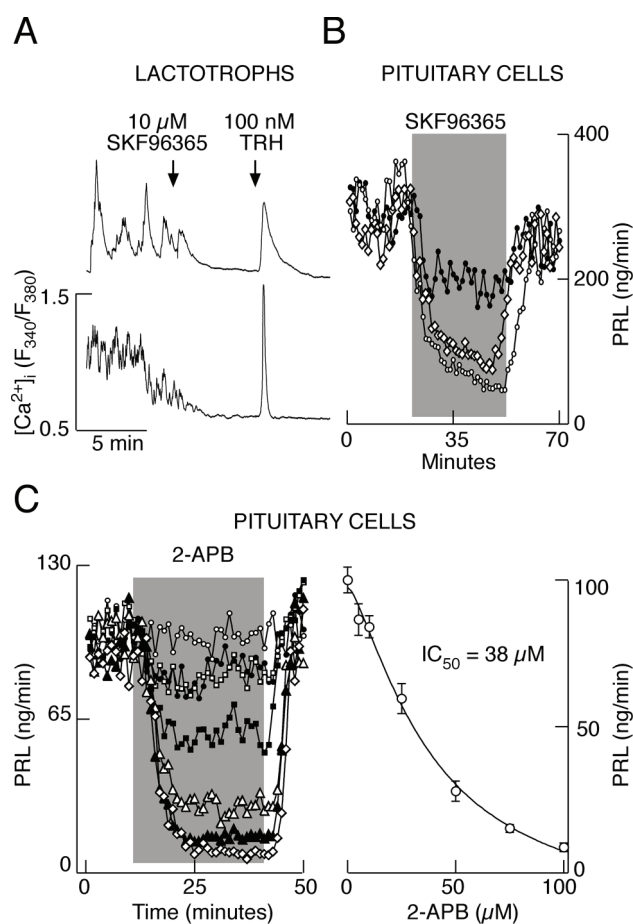 A
LACTOTROPHS
10 µM
SKF96365
100 nM
TRH
[Ca²⁺]ᵢ (F₃₄₀/F₃₈₀)
1.5
0.5
5 min
B
PITUITARY CELLS
SKF96365
400
200
0
PRL (ng/min)
0
35
70
Minutes
C
PITUITARY CELLS
2-APB
130
65
0
PRL (ng/min)
0
25
50
Time (minutes)
IC₅₀ = 38 µM
100
50
0
PRL (ng/min)
0
50
100
2-APB (µM)